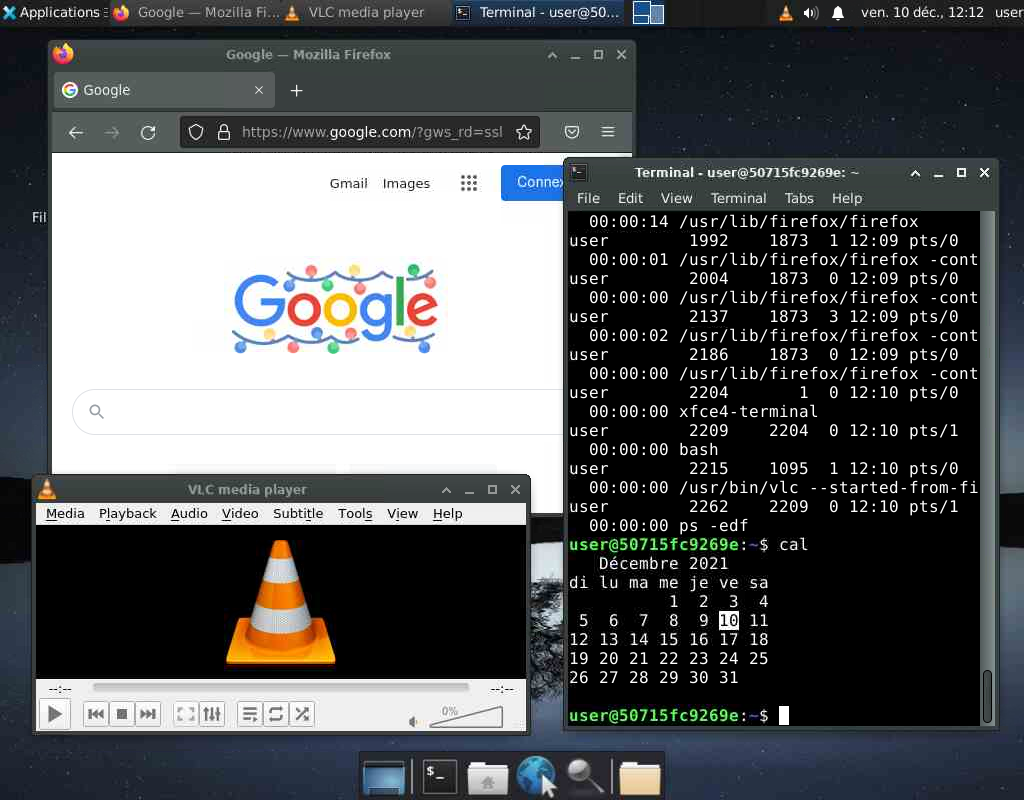 Applications
Google — Mozilla Fi...
VLC media player
Terminal - user@50...
ven. 10 déc., 12:12
user
Google — Mozilla Firefox
Google
https://www.google.com/?gws_rd=ssl
Gmail Images
Connex
Google
Fil
Terminal - user@50715fc9269e: ~
File Edit View Terminal Tabs Help
00:00:14 /usr/lib/firefox/firefox
user 1992 1873 1 12:09 pts/0
00:00:01 /usr/lib/firefox/firefox -cont
user 2004 1873 0 12:09 pts/0
00:00:00 /usr/lib/firefox/firefox -cont
user 2137 1873 3 12:09 pts/0
00:00:02 /usr/lib/firefox/firefox -cont
user 2186 1873 0 12:09 pts/0
00:00:00 /usr/lib/firefox/firefox -cont
user 2204 1 0 12:10 pts/0
00:00:00 xfce4-terminal
user 2209 2204 0 12:10 pts/1
00:00:00 bash
user 2215 1095 1 12:10 pts/0
00:00:00 /usr/bin/vlc --started-from-fi
user 2262 2209 0 12:10 pts/1
00:00:00 ps -edf
user@50715fc9269e:~$ cal
Décembre 2021
di lu ma me je ve sa
1 2 3 4
5 6 7 8 9 10 11
12 13 14 15 16 17 18
19 20 21 22 23 24 25
26 27 28 29 30 31
user@50715fc9269e:~$
VLC media player
Media Playback Audio Video Subtitle Tools View Help
--:-- --:--
0%
$_